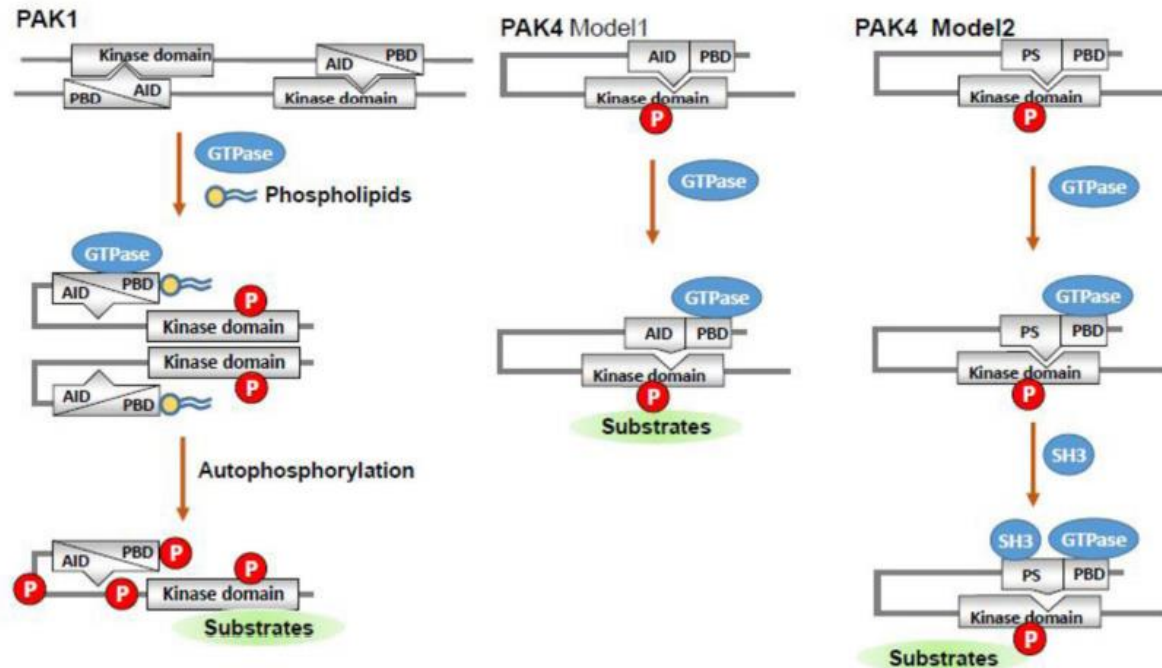 PAK1
Kinase domain
AID
PBD
PBD
AID
Kinase domain
GTPase
Phospholipids
GTPase
AID
PBD
P
Kinase domain
Kinase domain
P
AID
PBD
Autophosphorylation
AID
PBD
P
P
P
P
Kinase domain
Substrates
PAK4 Model1
AID
PBD
Kinase domain
P
GTPase
GTPase
AID
PBD
Kinase domain
P
Substrates
PAK4 Model2
PS
PBD
Kinase domain
P
GTPase
GTPase
PS
PBD
Kinase domain
P
SH3
SH3
GTPase
PS
PBD
Kinase domain
P
Substrates